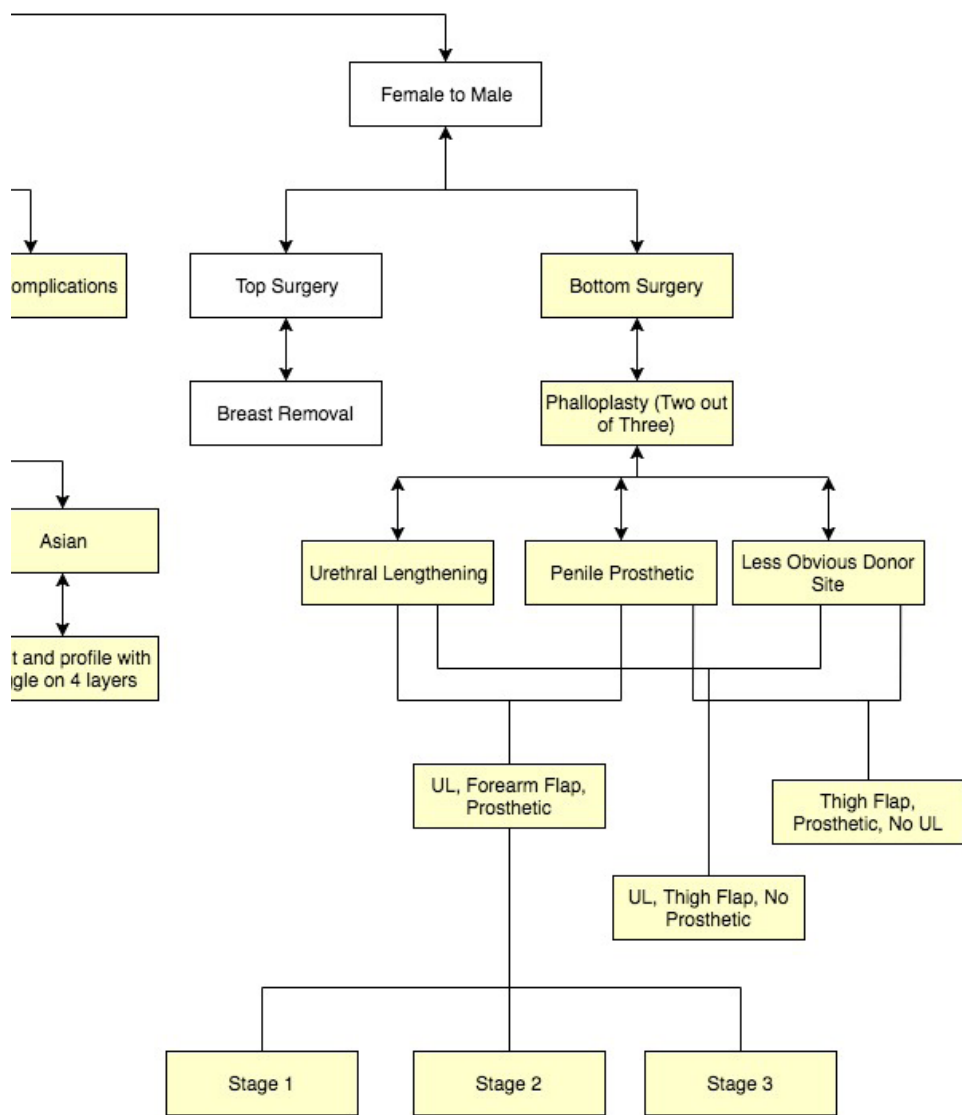 Female to Male
omplications
Top Surgery
Bottom Surgery
Breast Removal
Phalloplasty (Two out
of Three)
Asian
Urethral Lengthening
Penile Prosthetic
Less Obvious Donor
Site
t and profile with
gle on 4 layers
UL, Forearm Flap,
Prosthetic
Thigh Flap,
Prosthetic, No UL
UL, Thigh Flap, No
Prosthetic
Stage 1
Stage 2
Stage 3